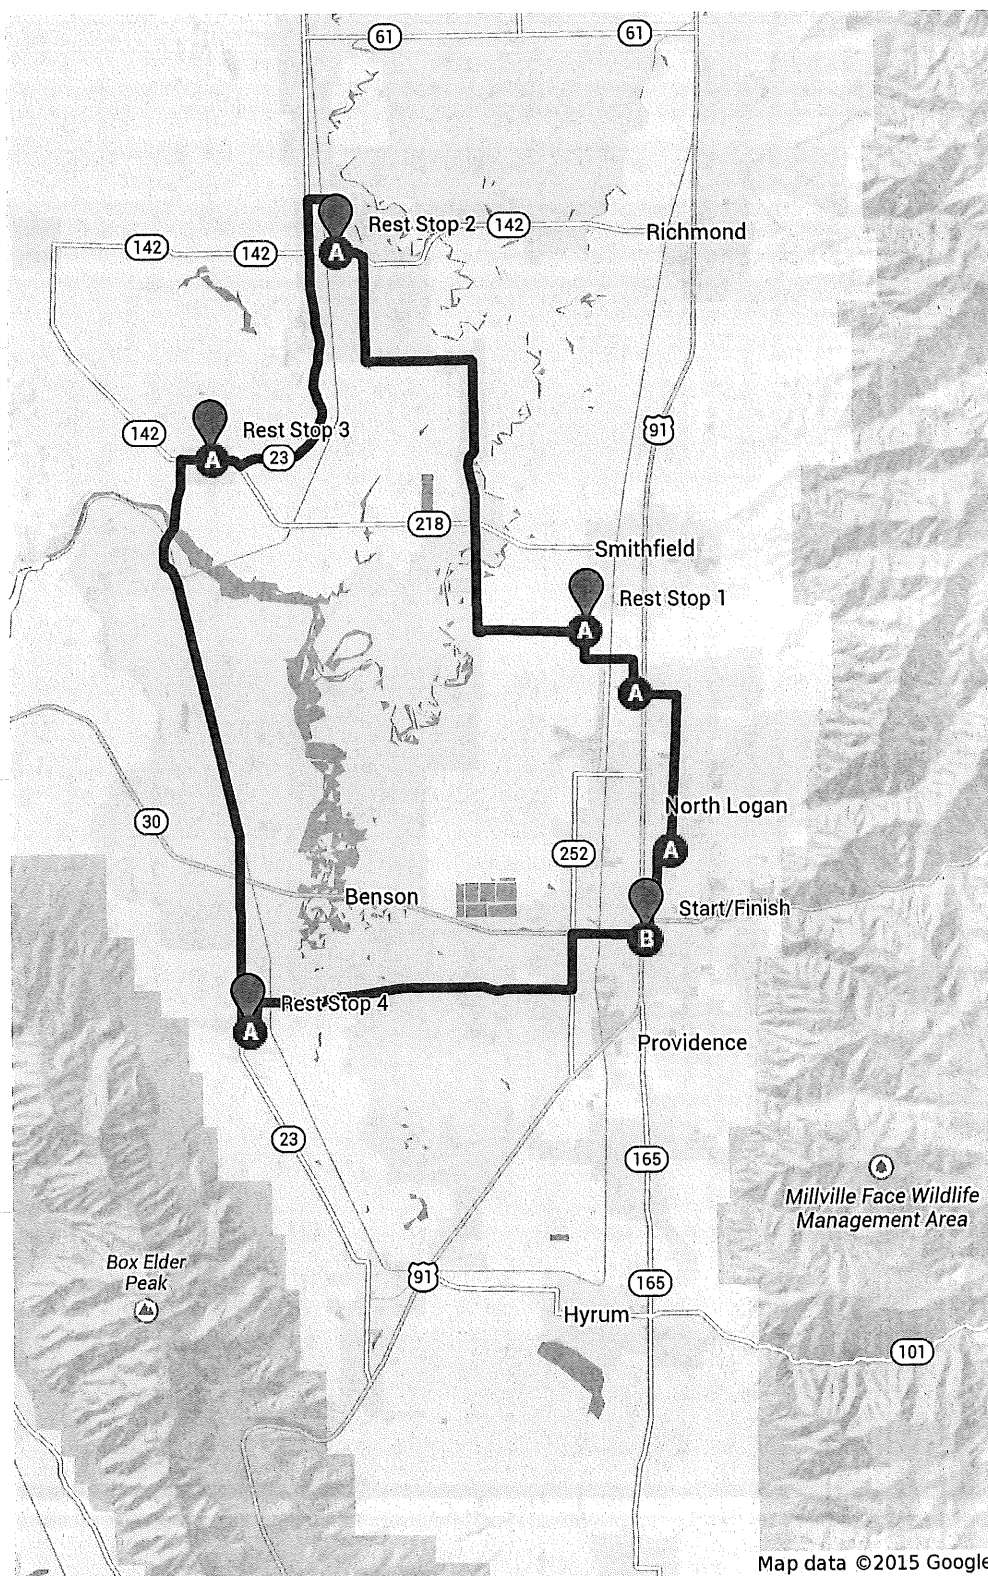 61
61
Rest Stop 2
142
Richmond
142
142
A
Rest Stop 3
142
91
23
A
218
Smithfield
Rest Stop 1
A
A
North Logan
30
252
A
Benson
Start/Finish
B
Rest Stop 4
A
Providence
23
165
Millville Face Wildlife
Management Area
Box Elder
Peak
91
165
Hyrum
101
Map data ©2015 Google